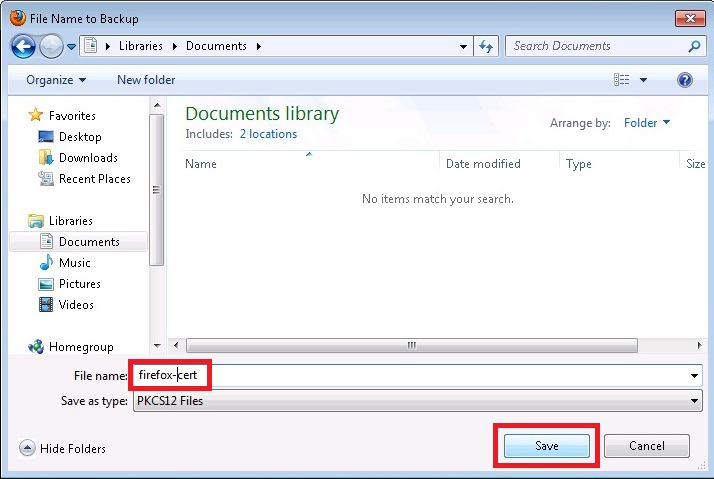 File Name to Backup
Libraries Documents
Search Documents
Organize New folder
Favorites
Desktop
Downloads
Recent Places
Libraries
Documents
Music
Pictures
Videos
Homegroup
Documents library
Includes: 2 locations
Arrange by: Folder
Name Date modified Type Size
No items match your search.
File name: firefox-cert
Save as type: PKCS12 Files
Hide Folders
Save Cancel